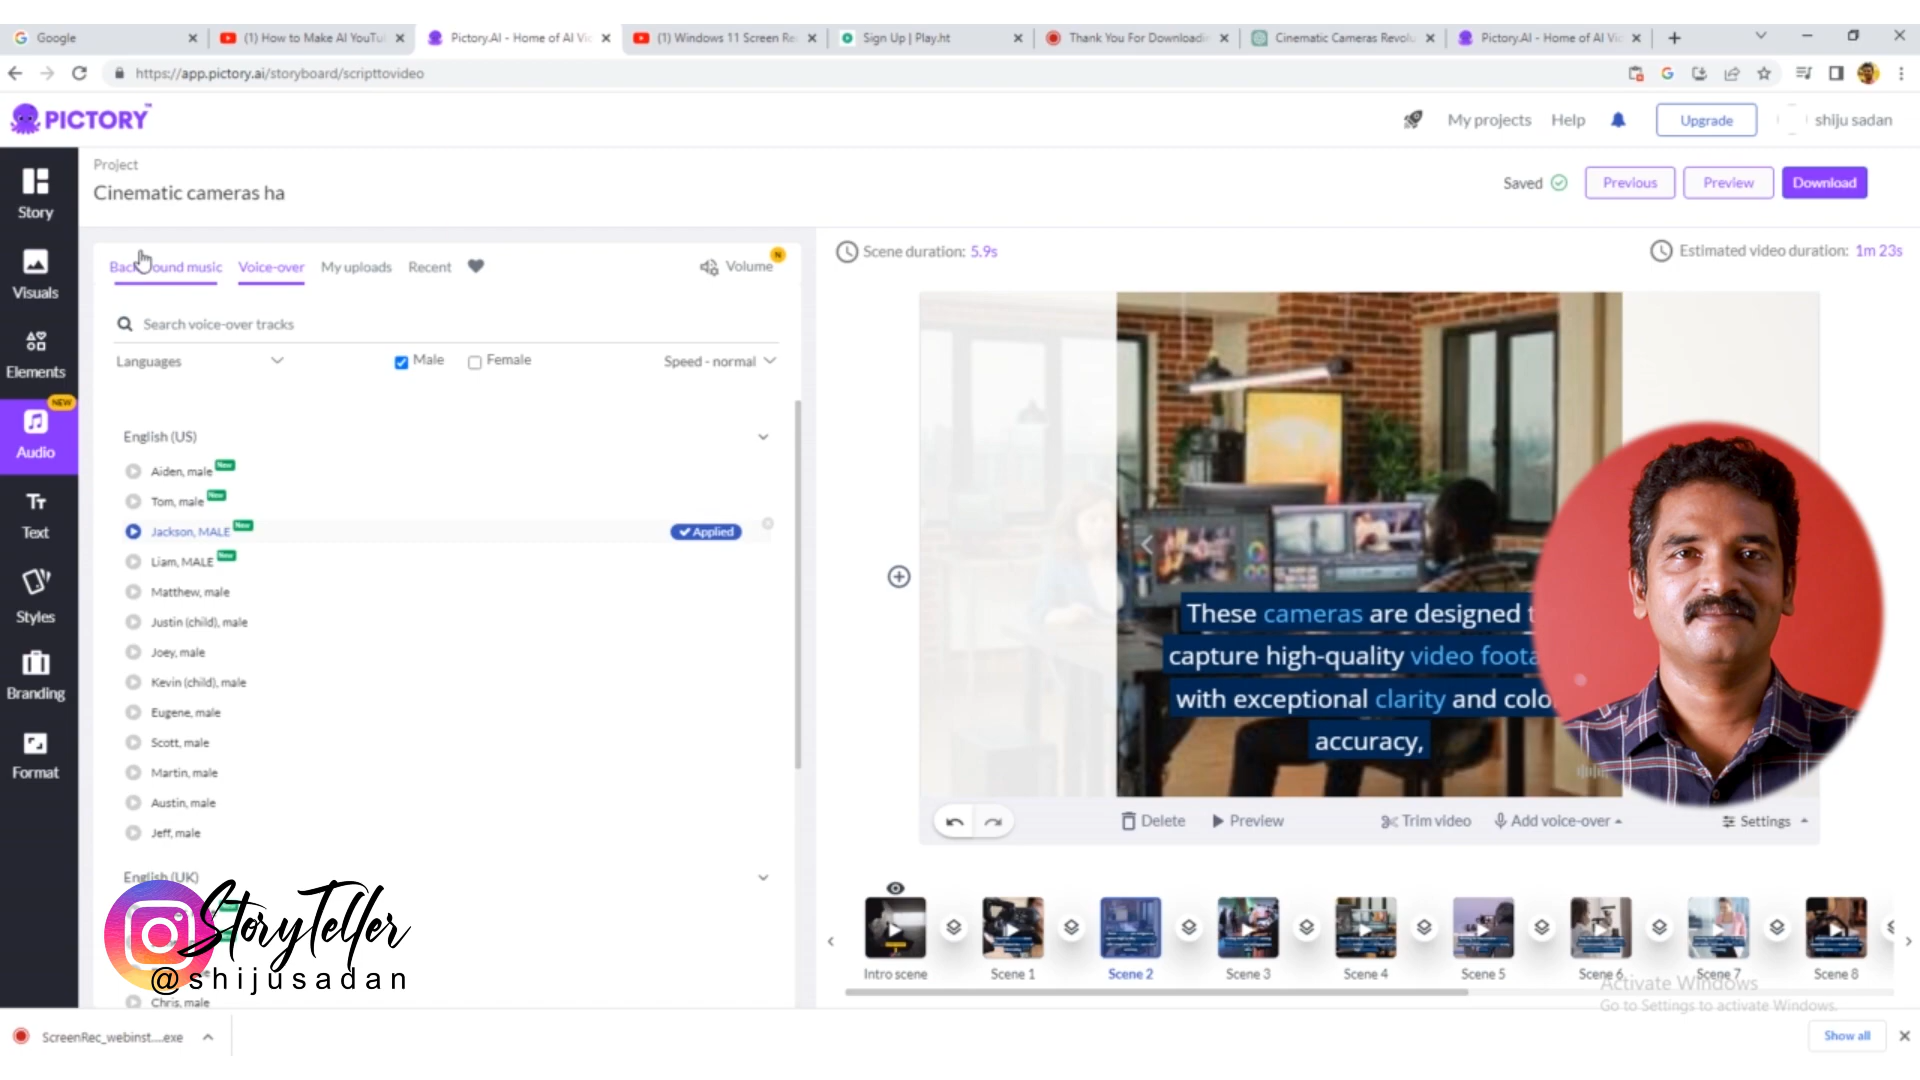 Google
(1) How to Make AI YouTu
Pictory.AI - Home of AI Vi
(1) Windows 11 Screen Re
Sign Up | Play.ht
Thank You For Downloadi
Cinematic Cameras Revolu
Pictory.AI - Home of AI Vi
https://app.pictory.ai/storyboard/scripttovideo
PICTORY™
My projects
Help
Upgrade
shiju sadan
Project
Cinematic cameras ha
Saved
Previous
Preview
Download
Story
Visuals
Elements
NEW
Audio
Text
Styles
Branding
Format
Background music
Voice-over
My uploads
Recent
Volume
N
Search voice-over tracks
Languages
Male
Female
Speed - normal
English (US)
Aiden, male New
Tom, male New
Jackson, MALE New
Applied
Liam, MALE New
Matthew, male
Justin (child), male
Joey, male
Kevin (child), male
Eugene, male
Scott, male
Martin, male
Austin, male
Jeff, male
English (UK)
Chris, male
StoryTeller
@shijusadan
Scene duration: 5.9s
Estimated video duration: 1m 23s
These cameras are designed t
capture high-quality video foota
with exceptional clarity and colo
accuracy,
Delete
Preview
Trim video
Add voice-over
Settings
Intro scene
Scene 1
Scene 2
Scene 3
Scene 4
Scene 5
Scene 6
Scene 7
Scene 8
Activate Windows
Go to Settings to activate Windows.
ScreenRec_webinst....exe
Show all